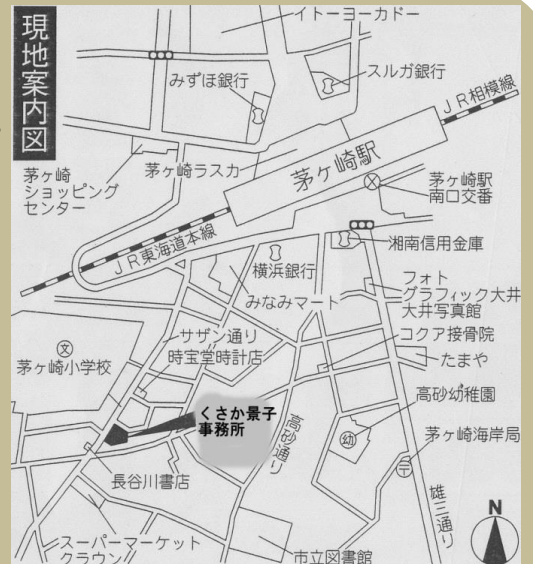 現地案内図
イトーヨーカドー
みずほ銀行
スルガ銀行
JR相模線
茅ヶ崎
ショッピング
センター
茅ヶ崎ラスカ
茅ヶ崎駅
茅ヶ崎駅
南口交番
JR東海道本線
湘南信用金庫
横浜銀行
みなみマート
フォト
グラフィック大井
大井写真館
サザン通り
文
茅ヶ崎小学校
時宝堂時計店
コクア接骨院
たまや
くさか景子
事務所
高砂通り
高砂幼稚園
幼
茅ヶ崎海岸局
〒
長谷川書店
雄三通り
N
スーパーマーケット
クラウン
市立図書館